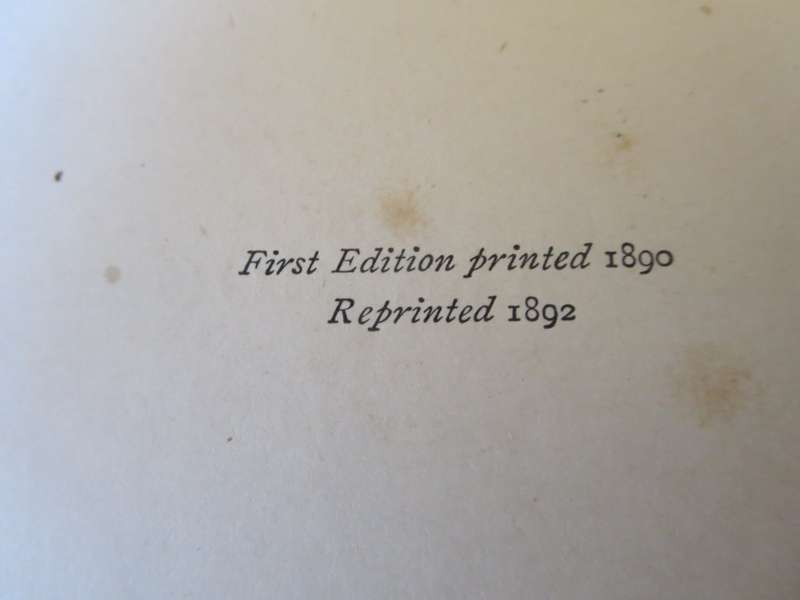 First Edition printed 1890
Reprinted 1892